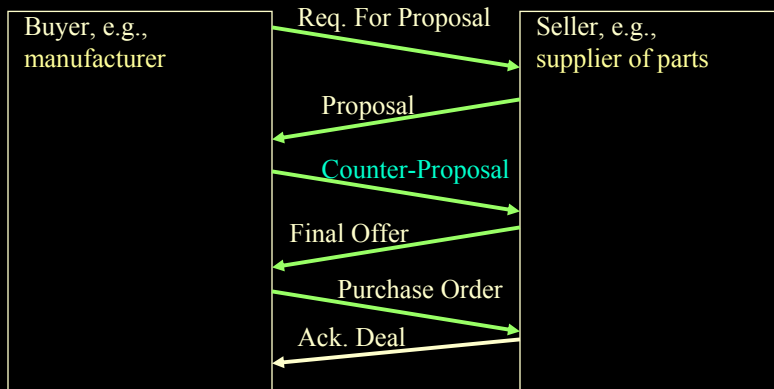 Buyer, e.g.,
manufacturer
Req. For Proposal
Seller, e.g.,
supplier of parts
Proposal
Counter-Proposal
Final Offer
Purchase Order
Ack. Deal